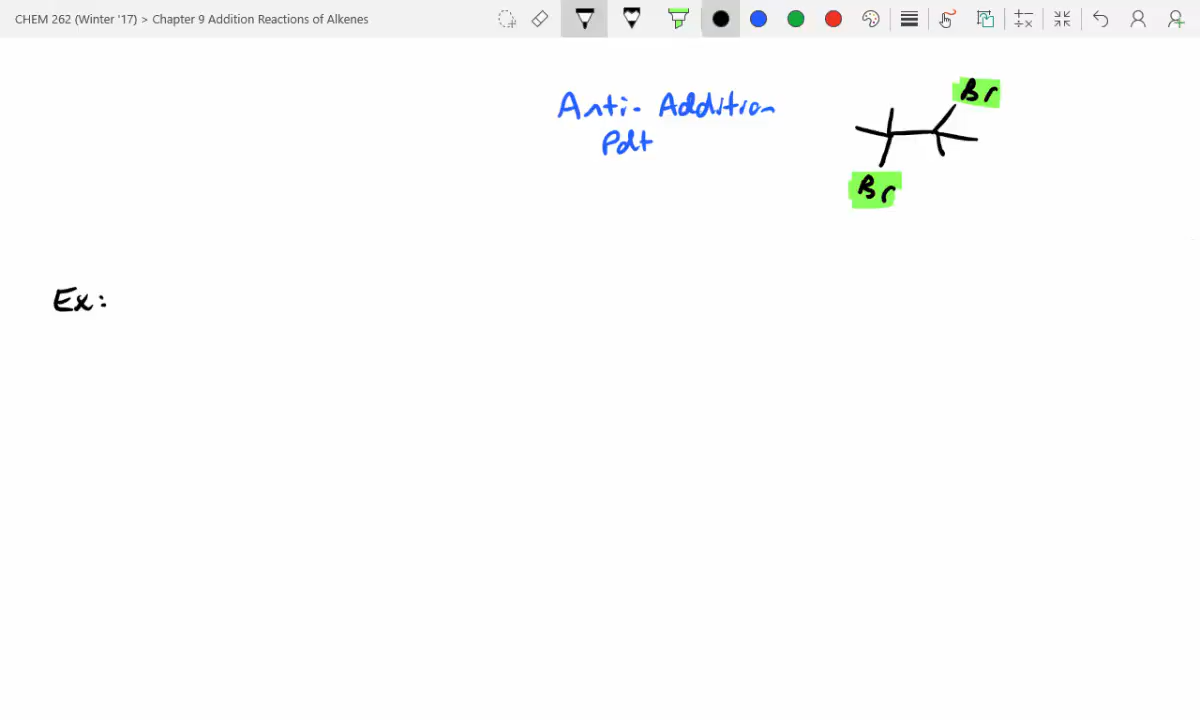 CHEM 262 (Winter '17) > Chapter 9 Addition Reactions of Alkenes
Anti- Addition
Pdt
Br
Br
Ex: